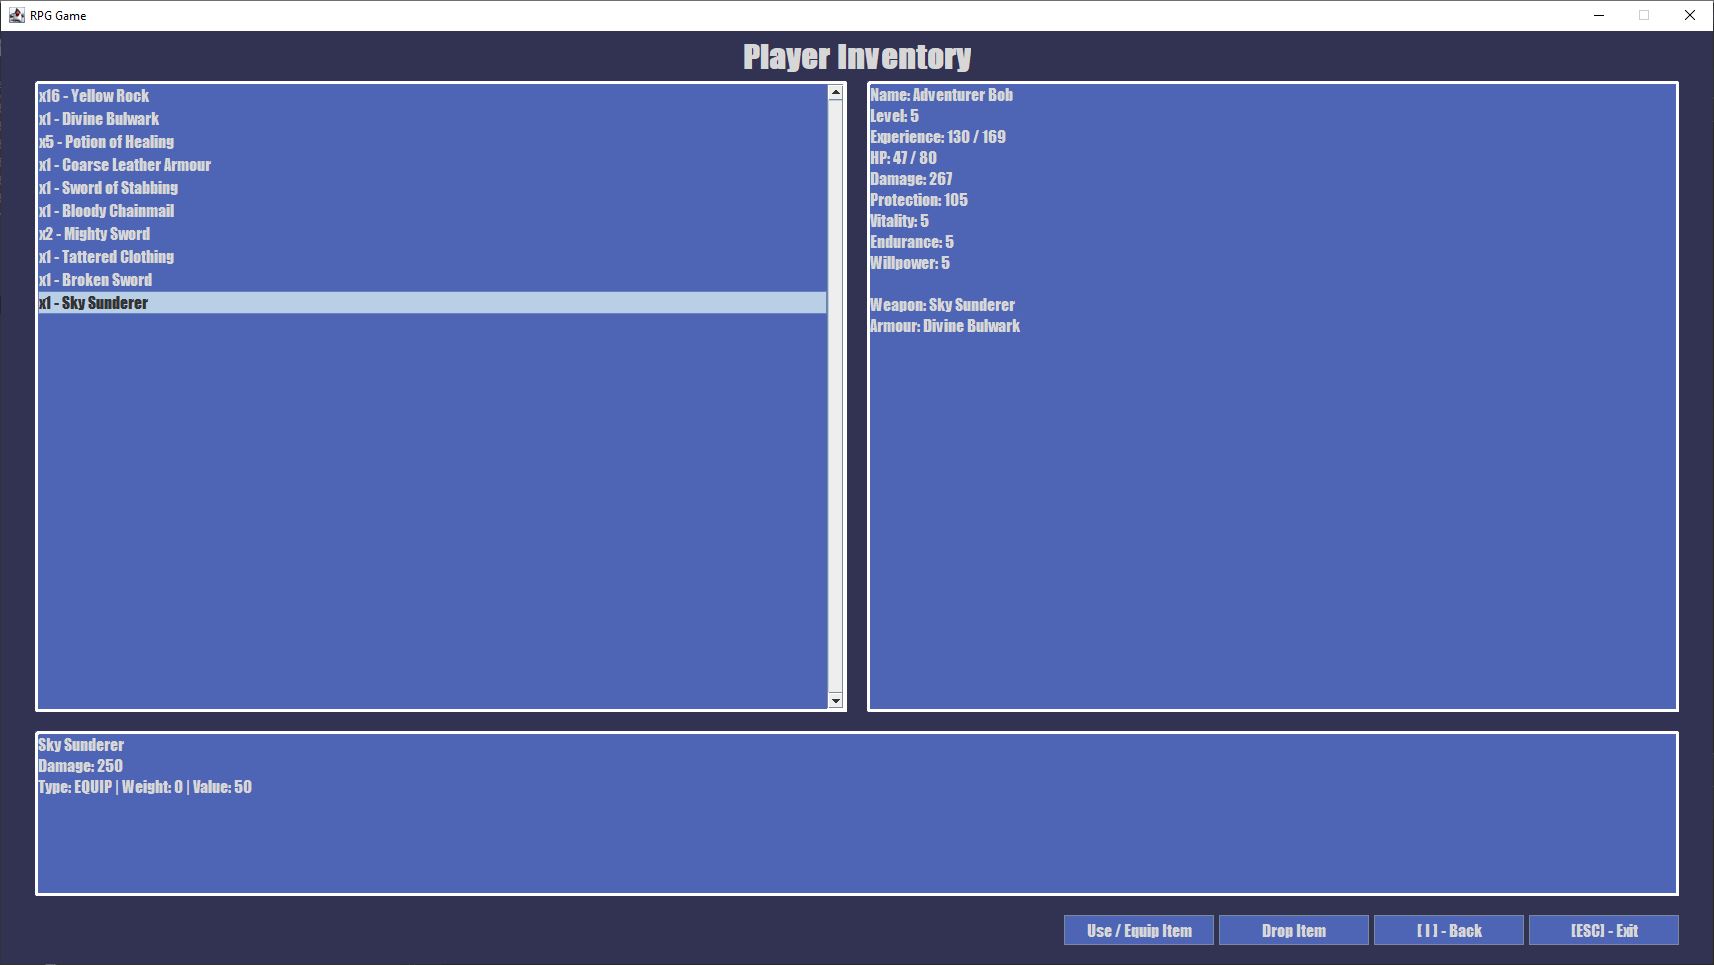 RPG Game
Player Inventory
x16 - Yellow Rock
x1 - Divine Bulwark
x5 - Potion of Healing
x1 - Coarse Leather Armour
x1 - Sword of Stabbing
x1 - Bloody Chainmail
x2 - Mighty Sword
x1 - Tattered Clothing
x1 - Broken Sword
x1 - Sky Sunderer
Name: Adventurer Bob
Level: 5
Experience: 130 / 169
HP: 47 / 80
Damage: 267
Protection: 105
Vitality: 5
Endurance: 5
Willpower: 5
Weapon: Sky Sunderer
Armour: Divine Bulwark
Sky Sunderer
Damage: 250
Type: EQUIP | Weight: 0 | Value: 50
Use / Equip Item
Drop Item
[ I ] - Back
[ESC] - Exit